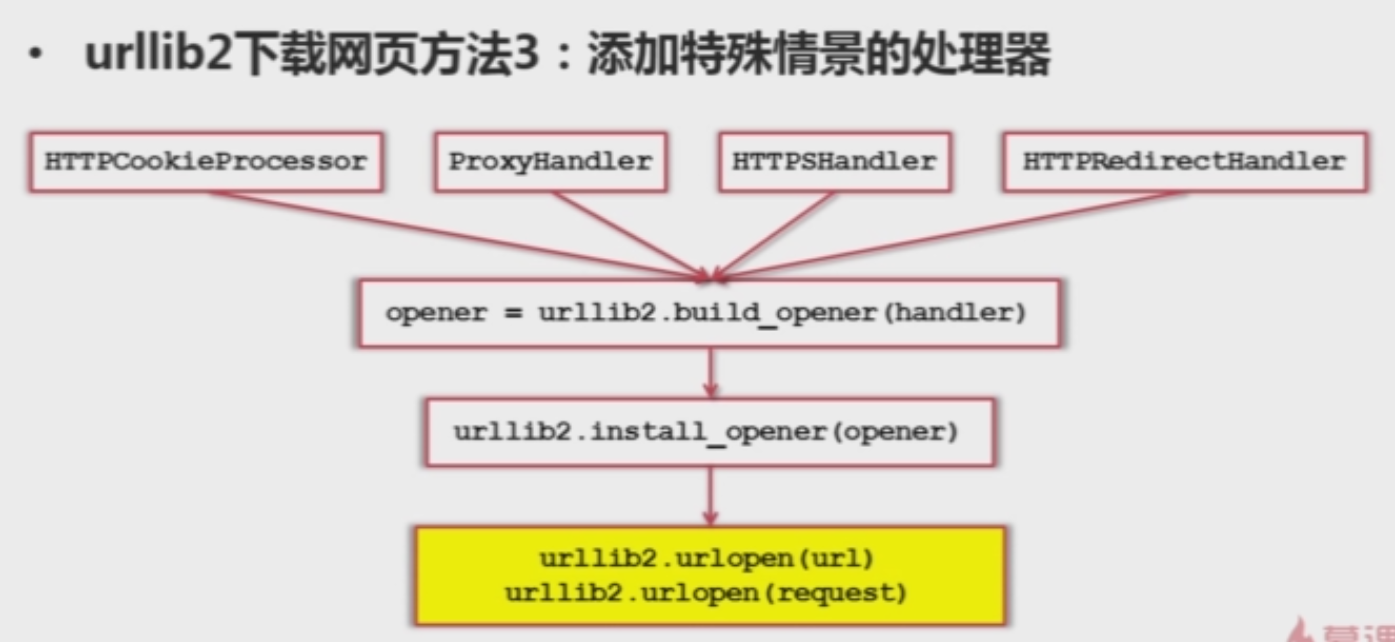 • urllib2下载网页方法3：添加特殊情景的处理器
HTTPCookieProcessor
ProxyHandler
HTTPSHandler
HTTPRedirectHandler
opener = urllib2.build_opener(handler)
urllib2.install_opener(opener)
urllib2.urlopen(url)
urllib2.urlopen(request)